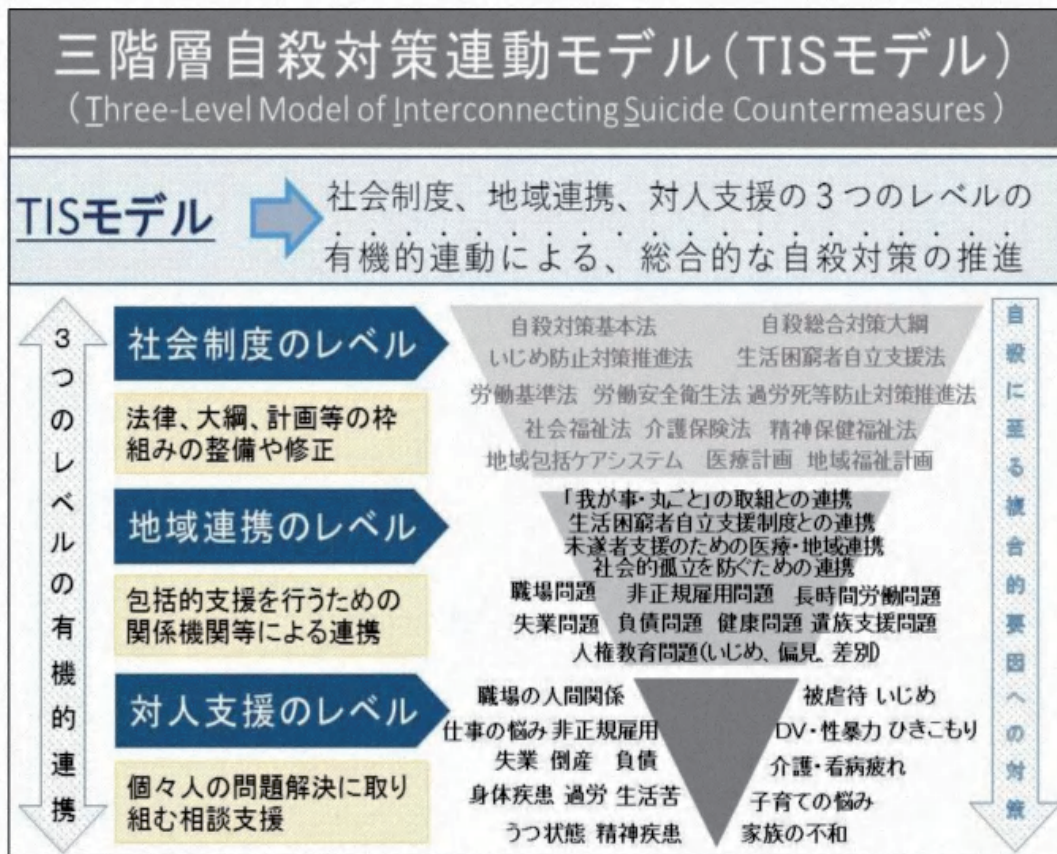 三階層自殺対策連動モデル(TISモデル)
(Three-Level Model of Interconnecting Suicide Countermeasures)
TISモデル
社会制度、地域連携、対人支援の3つのレベルの
有機的連動による、総合的な自殺対策の推進
3つのレベルの有機的連携
社会制度のレベル
法律、大綱、計画等の枠
組みの整備や修正
自殺対策基本法 自殺総合対策大綱
いじめ防止対策推進法 生活困窮者自立支援法
労働基準法 労働安全衛生法 過労死等防止対策推進法
社会福祉法 介護保険法 精神保健福祉法
地域包括ケアシステム 医療計画 地域福祉計画
地域連携のレベル
包括的支援を行うための
関係機関等による連携
「我が事・丸ごと」の取組との連携
生活困窮者自立支援制度との連携
未遂者支援のための医療・地域連携
社会的孤立を防ぐための連携
職場問題 非正規雇用問題 長時間労働問題
失業問題 負債問題 健康問題 遺族支援問題
人権教育問題(いじめ、偏見、差別)
対人支援のレベル
個々人の問題解決に取り
組む相談支援
職場の人間関係 被虐待 いじめ
仕事の悩み 非正規雇用 DV・性暴力 ひきこもり
失業 倒産 負債 介護・看病疲れ
身体疾患 過労 生活苦 子育ての悩み
うつ状態 精神疾患 家族の不和
自殺に至る複合的要因への対策